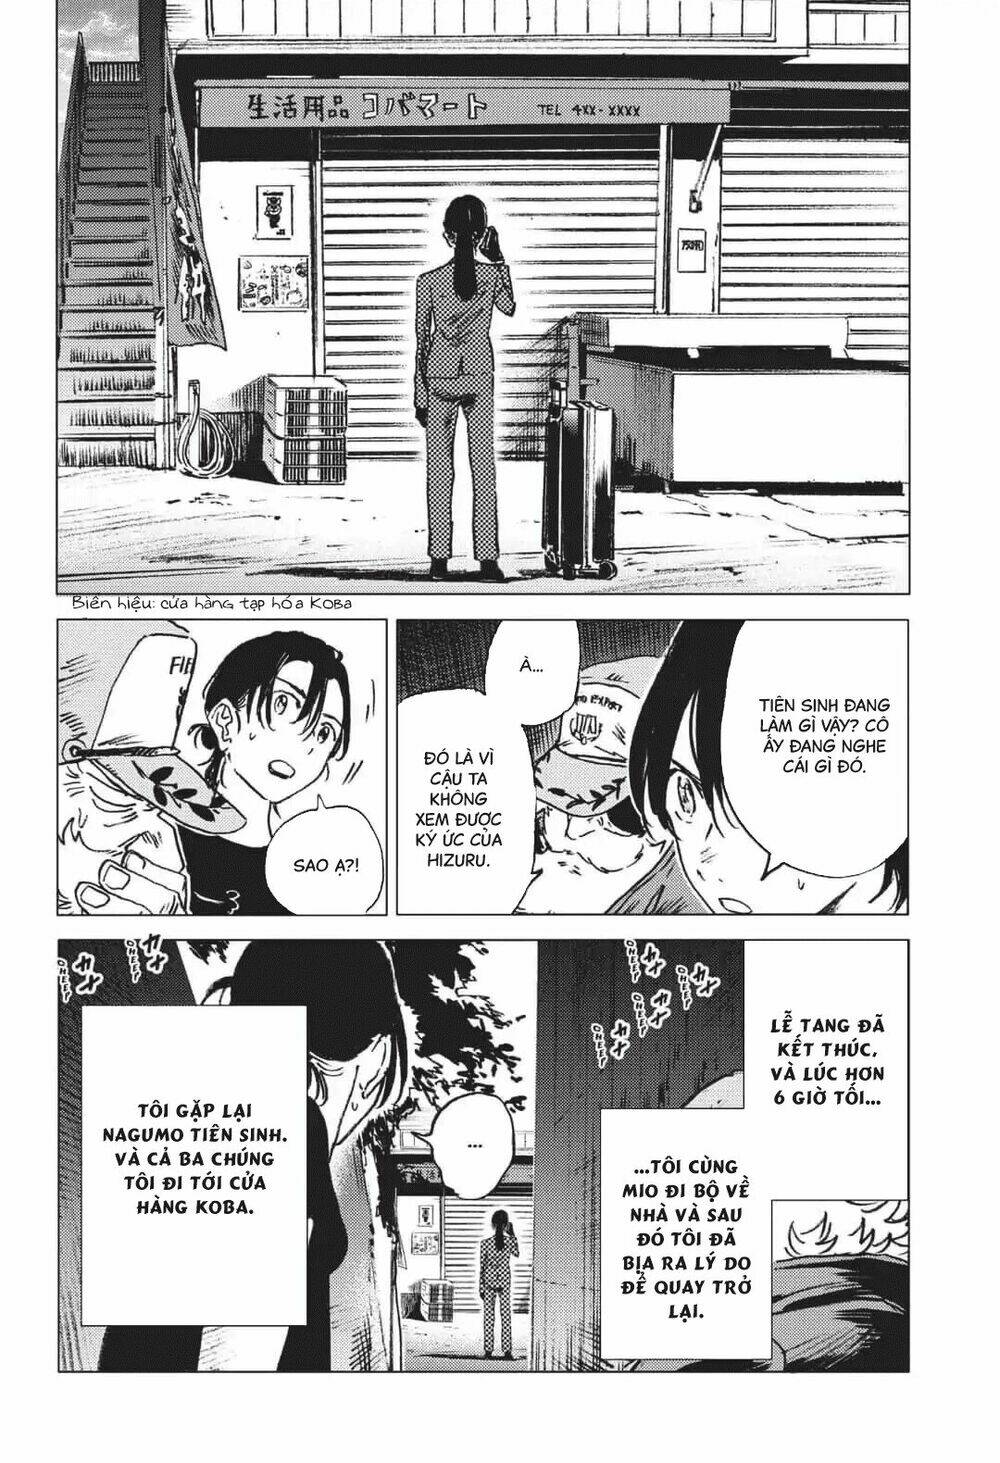 生活用品 コバマート TEL 4XX-XXXX
Biển hiệu: cửa hàng tạp hóa Koba
TIÊN SINH ĐANG
LÀM GÌ VẬY? CÔ
ẤY ĐANG NGHE
CÁI GÌ ĐÓ.
À...
ĐÓ LÀ VÌ
CẬU TA
KHÔNG
XEM ĐƯỢC
KÝ ỨC CỦA
HIZURU.
SAO Ạ?!
LỄ TANG ĐÃ
KẾT THÚC,
VÀ LÚC HƠN
6 GIỜ TỐI...
...TÔI CÙNG
MIO ĐI BỘ VỀ
NHÀ VÀ SAU
ĐÓ TÔI ĐÃ
BỊA RA LÝ DO
ĐỂ QUAY TRỞ
LẠI.
...
TÔI GẶP LẠI
NAGUMO TIÊN SINH.
VÀ CẢ BA CHÚNG
TÔI ĐI TỚI CỬA
HÀNG KOBA.